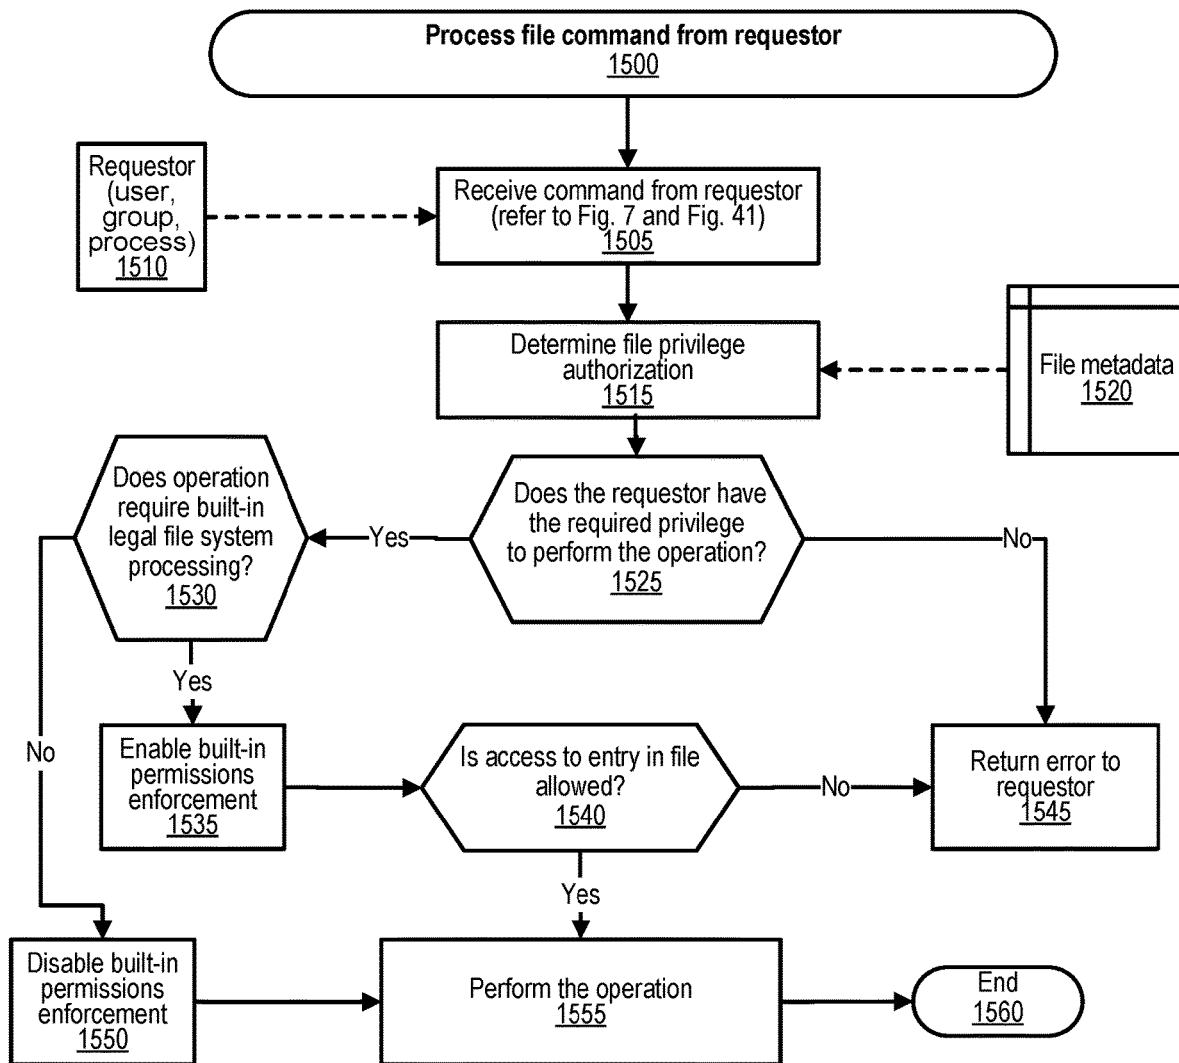 Process file command from requestor
1500
Requestor
(user,
group,
process)
1510
Receive command from requestor
(refer to Fig. 7 and Fig. 41)
1505
Determine file privilege
authorization
1515
File metadata
1520
Does operation
require built-in
legal file system
processing?
1530
Yes
Does the requestor have
the required privilege
to perform the operation?
1525
No
Yes
No
Enable built-in
permissions
enforcement
1535
Is access to entry in file
allowed?
1540
No
Return error to
requestor
1545
Yes
Disable built-in
permissions
enforcement
1550
Perform the operation
1555
End
1560